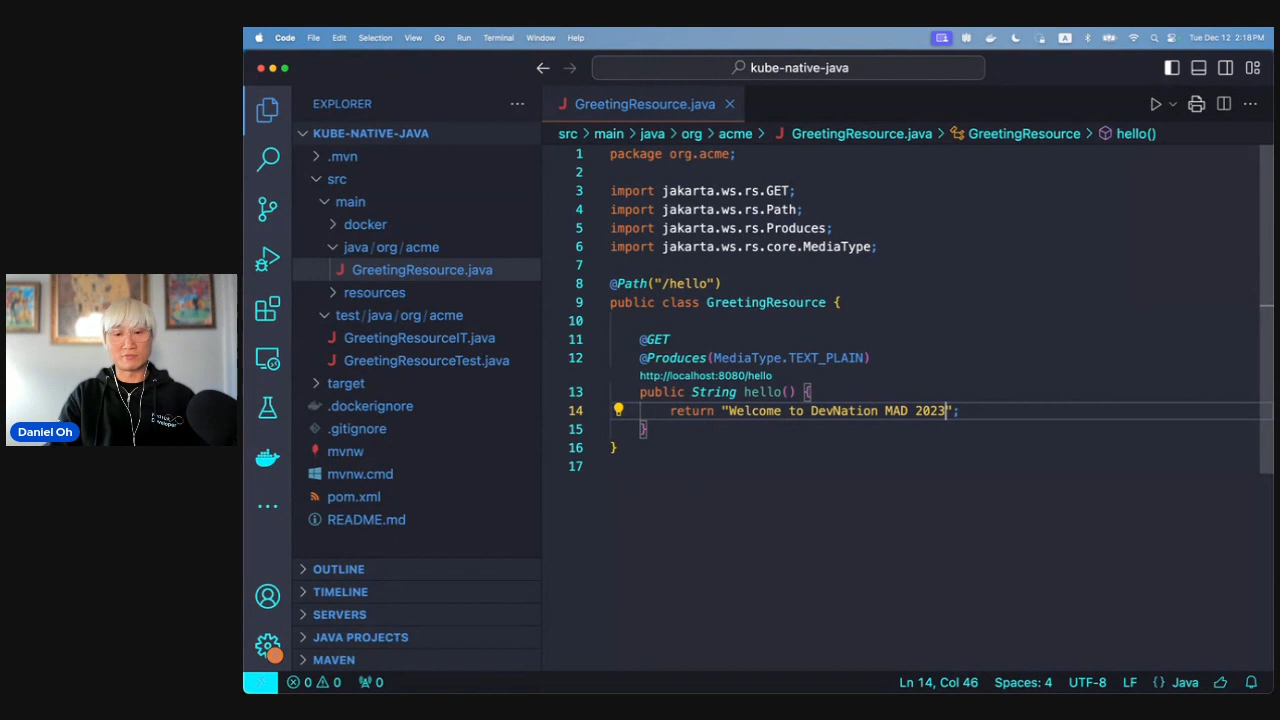 Code File Edit Selection View Go Run Terminal Window Help A Tue Dec 12 2:18 PM
kube-native-java
EXPLORER
GreetingResource.java
KUBE-NATIVE-JAVA
src > main > java > org > acme > GreetingResource.java > GreetingResource > hello()
.mvn
src
main
docker
java / org / acme
GreetingResource.java
resources
test / java / org / acme
GreetingResourceIT.java
GreetingResourceTest.java
target
.dockerignore
.gitignore
mvnw
mvnw.cmd
pom.xml
README.md
OUTLINE
TIMELINE
SERVERS
JAVA PROJECTS
MAVEN
1 package org.acme;
2
3 import jakarta.ws.rs.GET;
4 import jakarta.ws.rs.Path;
5 import jakarta.ws.rs.Produces;
6 import jakarta.ws.rs.core.MediaType;
7
8 @Path("/hello")
9 public class GreetingResource {
10
11 @GET
12 @Produces(MediaType.TEXT_PLAIN)
http://localhost:8080/hello
13 public String hello() {
14 return "Welcome to DevNation MAD 2023";
15 }
16 }
17
Daniel Oh
0 0 0
Ln 14, Col 46 Spaces: 4 UTF-8 LF {} Java